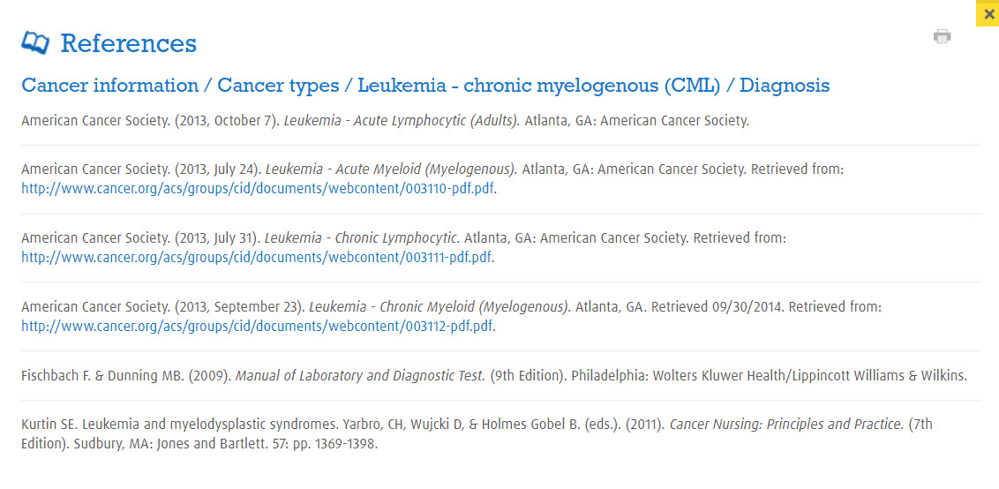 References
Cancer information / Cancer types / Leukemia - chronic myelogenous (CML) / Diagnosis
American Cancer Society. (2013, October 7). Leukemia - Acute Lymphocytic (Adults). Atlanta, GA: American Cancer Society.
American Cancer Society. (2013, July 24). Leukemia - Acute Myeloid (Myelogenous). Atlanta, GA: American Cancer Society. Retrieved from:
http://www.cancer.org/acs/groups/cid/documents/webcontent/003110-pdf.pdf.
American Cancer Society. (2013, July 31). Leukemia - Chronic Lymphocytic. Atlanta, GA: American Cancer Society. Retrieved from:
http://www.cancer.org/acs/groups/cid/documents/webcontent/003111-pdf.pdf.
American Cancer Society. (2013, September 23). Leukemia - Chronic Myeloid (Myelogenous). Atlanta, GA. Retrieved 09/30/2014. Retrieved from:
http://www.cancer.org/acs/groups/cid/documents/webcontent/003112-pdf.pdf.
Fischbach F. & Dunning MB. (2009). Manual of Laboratory and Diagnostic Test. (9th Edition). Philadelphia: Wolters Kluwer Health/Lippincott Williams & Wilkins.
Kurtin SE. Leukemia and myelodysplastic syndromes. Yarbro, CH, Wujcki D, & Holmes Gobel B. (eds.). (2011). Cancer Nursing: Principles and Practice. (7th
Edition). Sudbury, MA: Jones and Bartlett. 57: pp. 1369-1398.